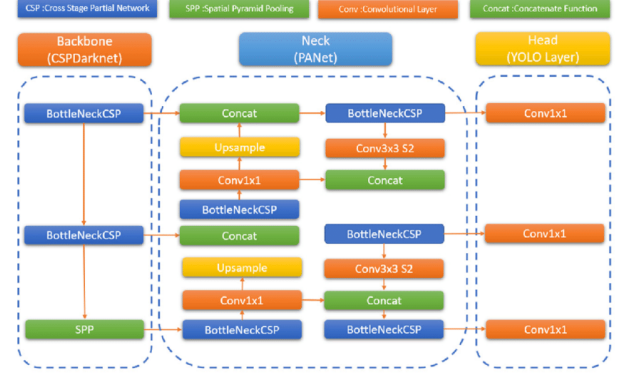 CSP :Cross Stage Partial Network
SPP :Spatial Pyramid Pooling
Conv :Convolutional Layer
Concat :Concatenate Function
Backbone
(CSPDarknet)
Neck
(PANet)
Head
(YOLO Layer)
BottleNeckCSP
Concat
BottleNeckCSP
Conv1x1
Upsample
Conv3x3 S2
Conv1x1
Concat
BottleNeckCSP
BottleNeckCSP
Concat
BottleNeckCSP
Conv1x1
Upsample
Conv3x3 S2
Conv1x1
Concat
SPP
BottleNeckCSP
BottleNeckCSP
Conv1x1